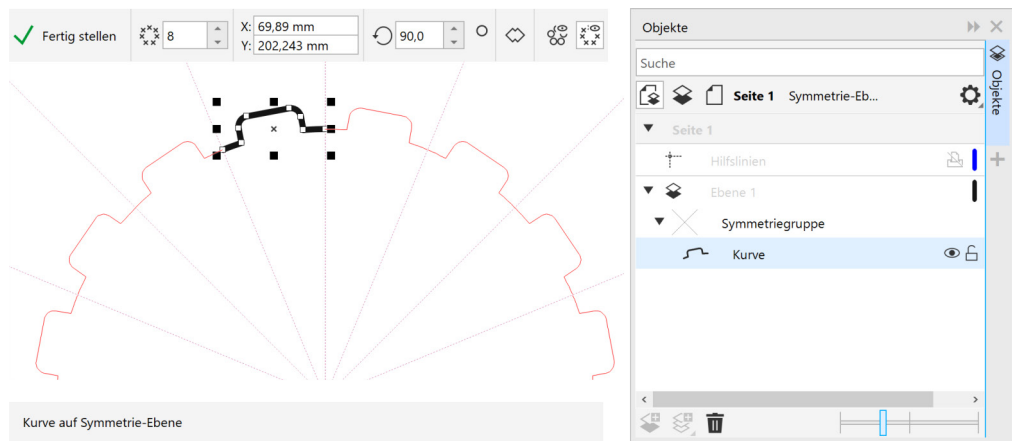 Fertig stellen
8
X: 69,89 mm
Y: 202,243 mm
90,0
Kurve auf Symmetrie-Ebene
Objekte
Suche
Seite 1 Symmetrie-Eb...
Seite 1
Hilfslinien
Ebene 1
Symmetriegruppe
Kurve
Objekte